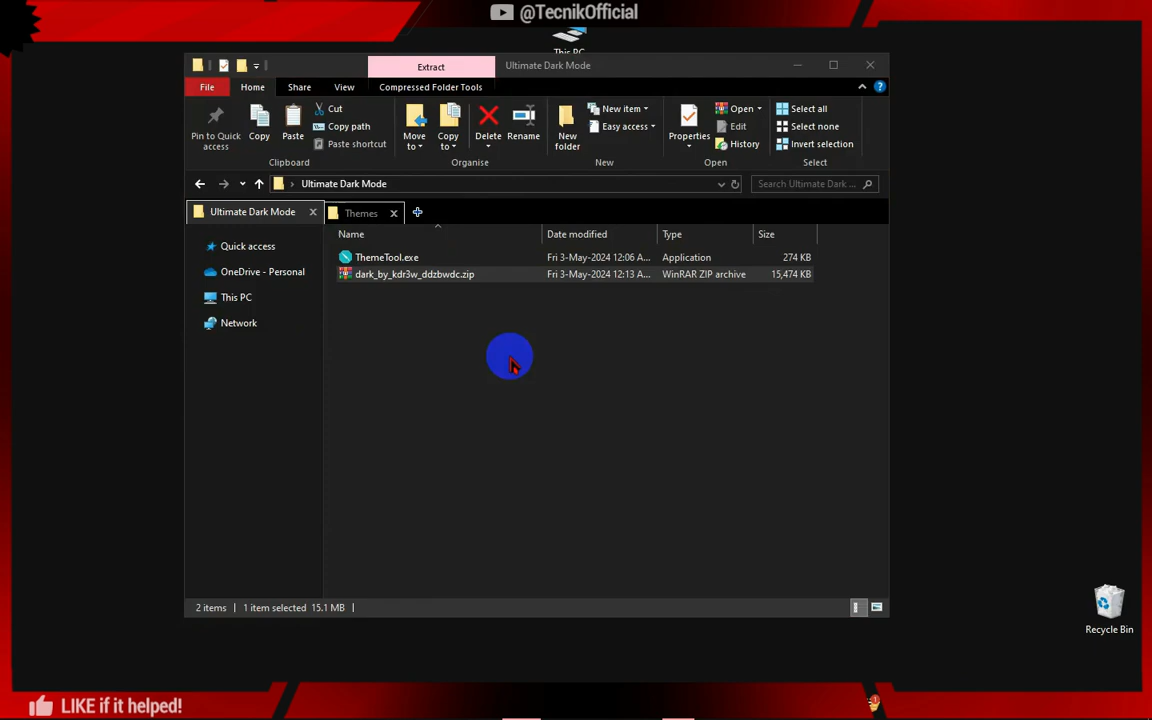 @TecnikOfficial
This PC
Extract
Ultimate Dark Mode
File
Home
Share
View
Compressed Folder Tools
Pin to Quick access
Copy
Paste
Cut
Copy path
Paste shortcut
Clipboard
Move to
Copy to
Delete
Rename
Organise
New folder
New item
Easy access
New
Properties
Open
Edit
History
Open
Select all
Select none
Invert selection
Select
Ultimate Dark Mode
Search Ultimate Dark ...
Ultimate Dark Mode
Themes
Name
Date modified
Type
Size
Quick access
OneDrive - Personal
This PC
Network
ThemeTool.exe
Fri 3-May-2024 12:06 A...
Application
274 KB
dark_by_kdr3w_ddzbwdc.zip
Fri 3-May-2024 12:13 A...
WinRAR ZIP archive
15,474 KB
2 items
1 item selected 15.1 MB
Recycle Bin
LIKE if it helped!
1